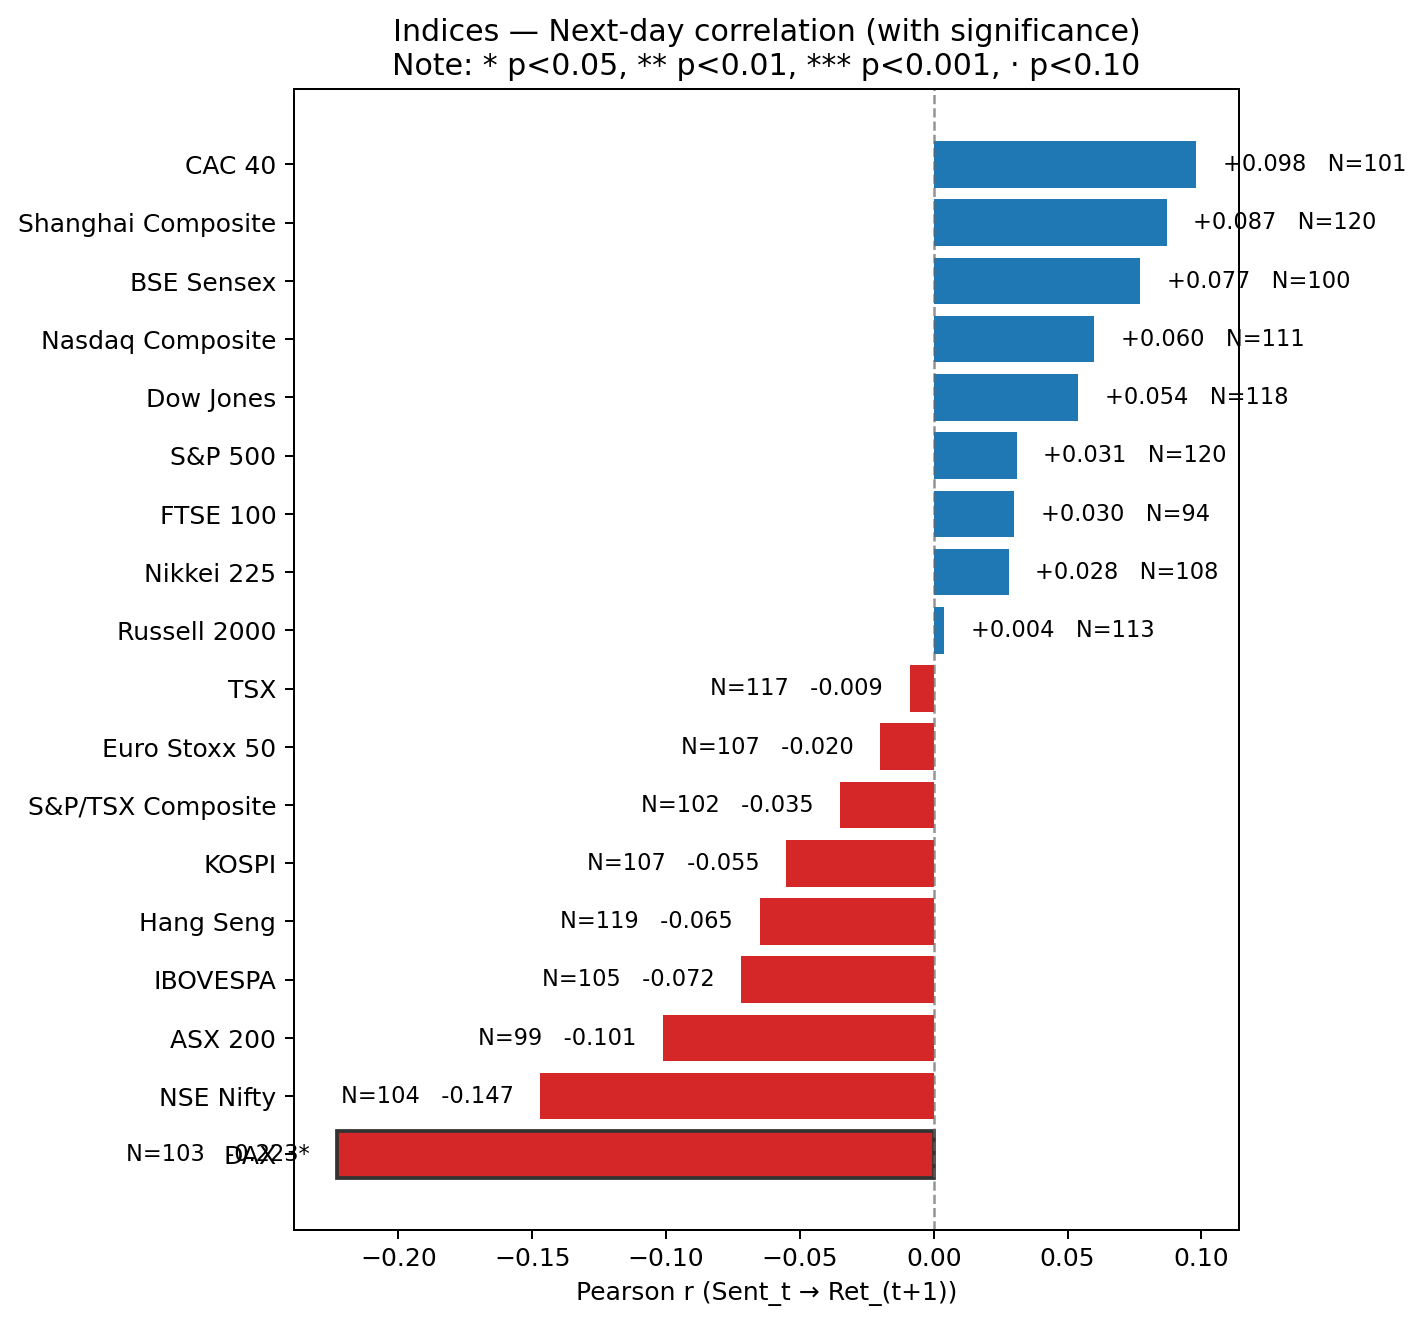 Indices — Next-day correlation (with significance)
Note: * p<0.05, ** p<0.01, *** p<0.001, · p<0.10
CAC 40 +0.098 N=101
Shanghai Composite +0.087 N=120
BSE Sensex +0.077 N=100
Nasdaq Composite +0.060 N=111
Dow Jones +0.054 N=118
S&P 500 +0.031 N=120
FTSE 100 +0.030 N=94
Nikkei 225 +0.028 N=108
Russell 2000 +0.004 N=113
TSX N=117 -0.009
Euro Stoxx 50 N=107 -0.020
S&P/TSX Composite N=102 -0.035
KOSPI N=107 -0.055
Hang Seng N=119 -0.065
IBOVESPA N=105 -0.072
ASX 200 N=99 -0.101
NSE Nifty N=104 -0.147
DAX N=103 -0.223*
−0.20 −0.15 −0.10 −0.05 0.00 0.05 0.10
Pearson r (Sent_t → Ret_(t+1))